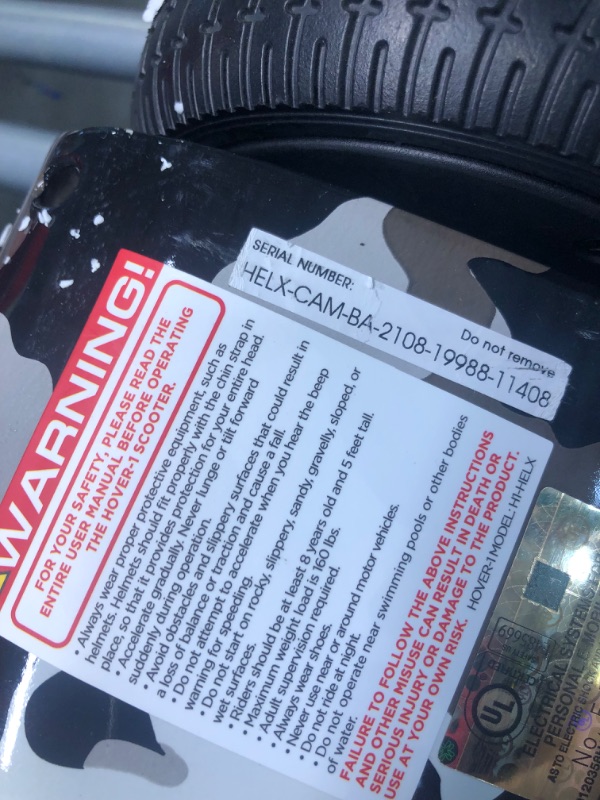 SERIAL NUMBER:
Do not remove
HELX-CAM-BA-2108-19988-11408
WARNING!
FOR YOUR SAFETY, PLEASE READ THE
ENTIRE USER MANUAL BEFORE OPERATING
THE HOVER-1 SCOOTER.
• Always wear proper protective equipment, such as
helmets. Helmets should fit properly with the chin strap in
place, so that it provides protection for your entire head.
• Accelerate gradually. Never lunge or tilt forward
suddenly during operation.
• Avoid obstacles and slippery surfaces that could result in
a loss of balance or traction and cause a fall.
• Do not attempt to accelerate when you hear the beep
warning for speeding.
• Do not start on rocky, slippery, sandy, gravelly, sloped, or
wet surfaces.
• Riders should be at least 8 years old and 5 feet tall.
• Maximum weight load is 160 lbs.
• Adult supervision required.
• Always wear shoes.
• Never use near or around motor vehicles.
• Do not ride at night.
• Do not operate near swimming pools or other bodies
of water.
FAILURE TO FOLLOW THE ABOVE INSTRUCTIONS
AND OTHER MISUSE CAN RESULT IN DEATH OR
SERIOUS INJURY OR DAMAGE TO THE PRODUCT.
USE AT YOUR OWN RISK.
HOVER-1 MODEL: H1-HELX
UL
ELECTRICAL SYSTEMS
PERSONAL
AS TO ELECTRIC
No.